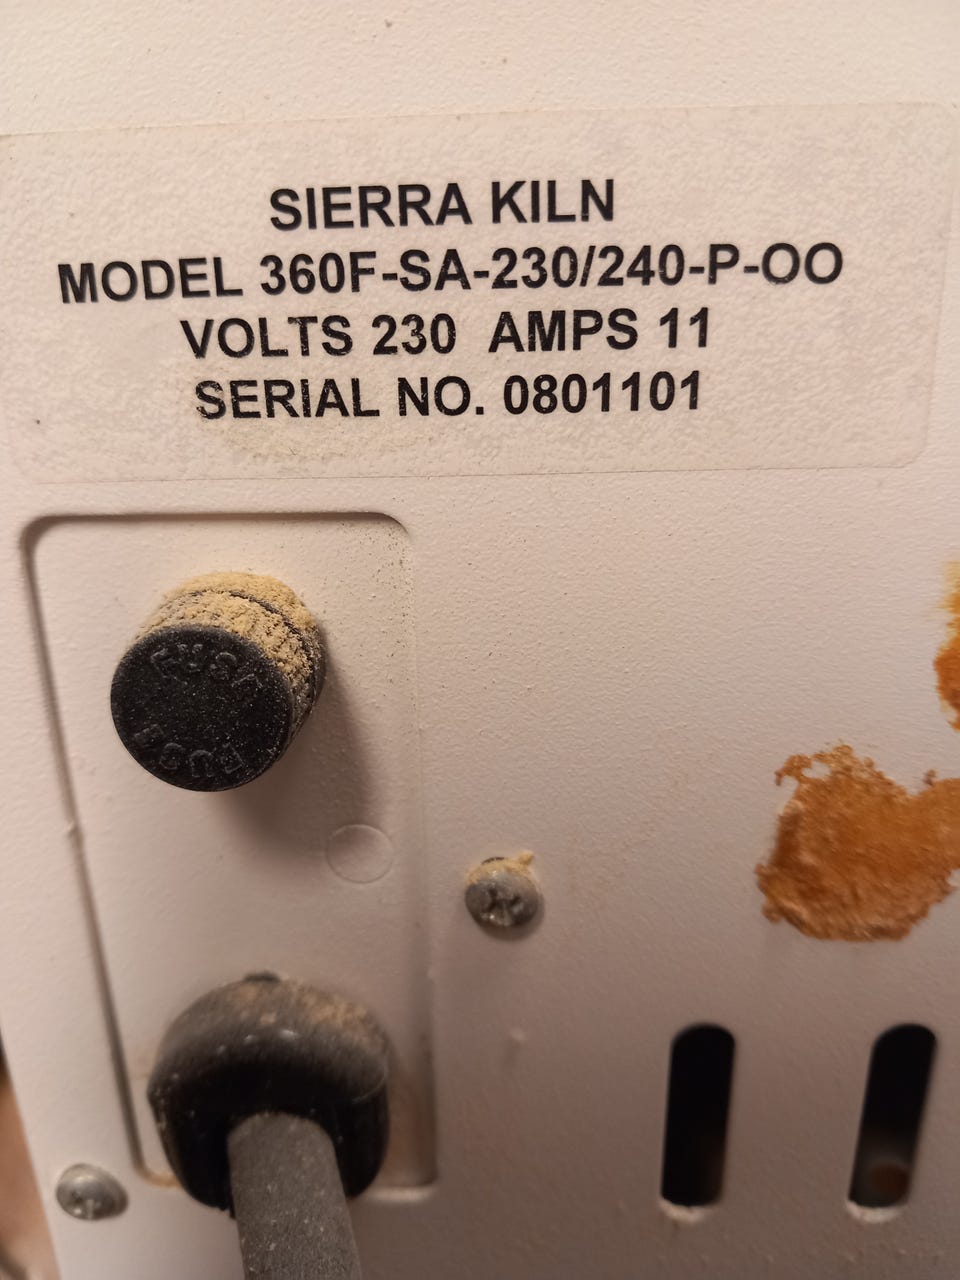 SIERRA KILN
MODEL 360F-SA-230/240-P-OO
VOLTS 230 AMPS 11
SERIAL NO. 0801101
FUSE
FUSE